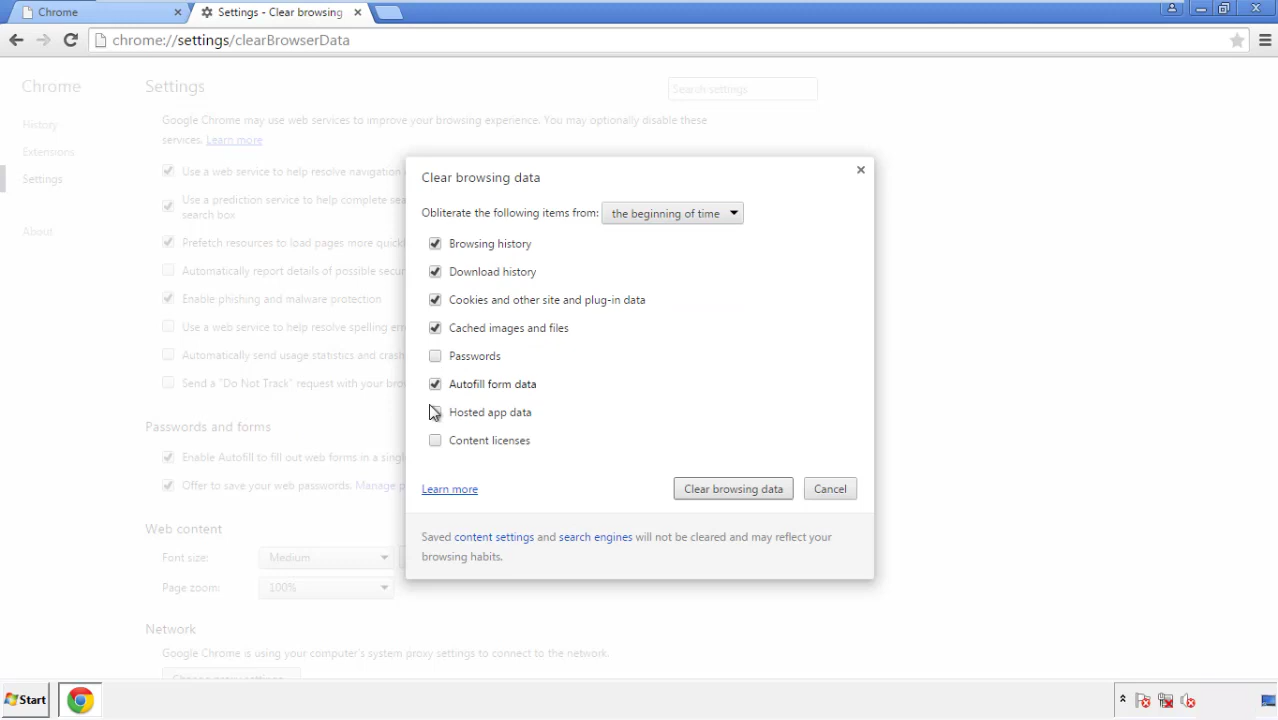 Chrome
Settings - Clear browsing
chrome://settings/clearBrowserData
Chrome
Settings
Search settings
History
Extensions
Settings
About
Google Chrome may use web services to improve your browsing experience. You may optionally disable these
services. Learn more
Use a web service to help resolve navigation
Use a prediction service to help complete
search box
Prefetch resources to load pages more
Automatically report details of possible
Enable phishing and malware protection
Use a web service to help resolve spelling
Automatically send usage statistics and
Send a "Do Not Track" request with your
Passwords and forms
Enable Autofill to fill out web forms in a
Offer to save your web passwords. Manage
Web content
Font size: Medium
Page zoom: 100%
Network
Google Chrome is using your computer's system proxy settings to connect to the network.
Clear browsing data
Obliterate the following items from: the beginning of time
Browsing history
Download history
Cookies and other site and plug-in data
Cached images and files
Passwords
Autofill form data
Hosted app data
Content licenses
Learn more
Clear browsing data
Cancel
Saved content settings and search engines will not be cleared and may reflect your
browsing habits.
Start